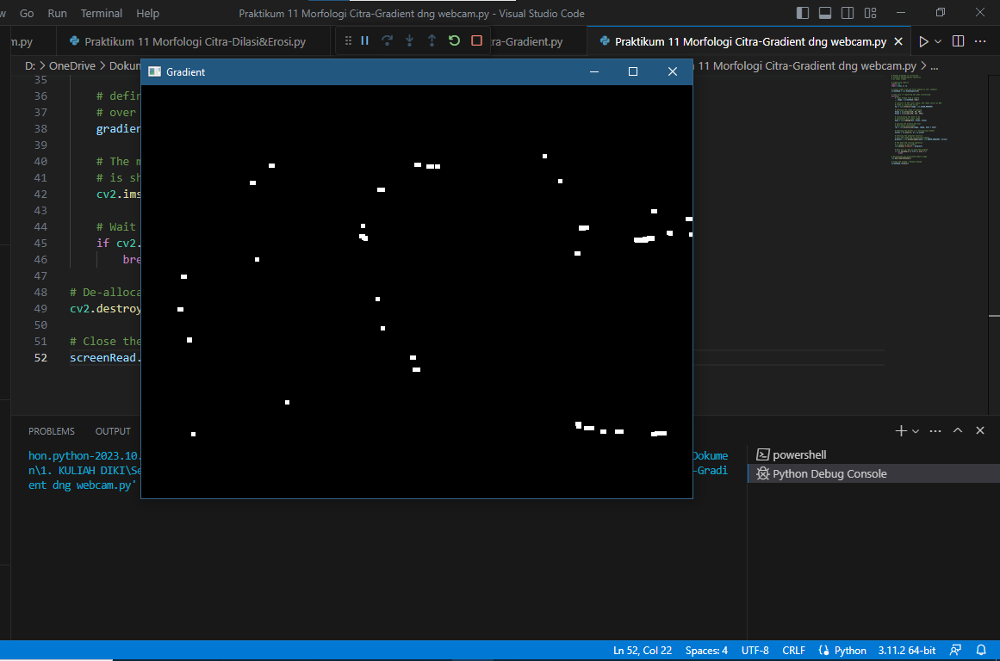 Go Run Terminal Help Praktikum 11 Morfologi Citra-Gradient dng webcam.py - Visual Studio Code
m.py Praktikum 11 Morfologi Citra-Dilasi&Erosi.py ra-Gradient.py Praktikum 11 Morfologi Citra-Gradient dng webcam.py
D: > OneDrive > Dokum 11 Morfologi Citra-Gradient dng webcam.py > ...
Gradient
35
36 # defin
37 # over
38 gradien
39
40 # The m
41 # is sh
42 cv2.ims
43
44 # Wait
45 if cv2.
46 bre
47
48 # De-alloca
49 cv2.destroy
50
51 # Close the
52 screenRead.
PROBLEMS OUTPUT
hon.python-2023.10. Dokume
n\1. KULIAH DIKI\Se -Gradi
ent dng webcam.py'
powershell
Python Debug Console
Ln 52, Col 22 Spaces: 4 UTF-8 CRLF Python 3.11.2 64-bit